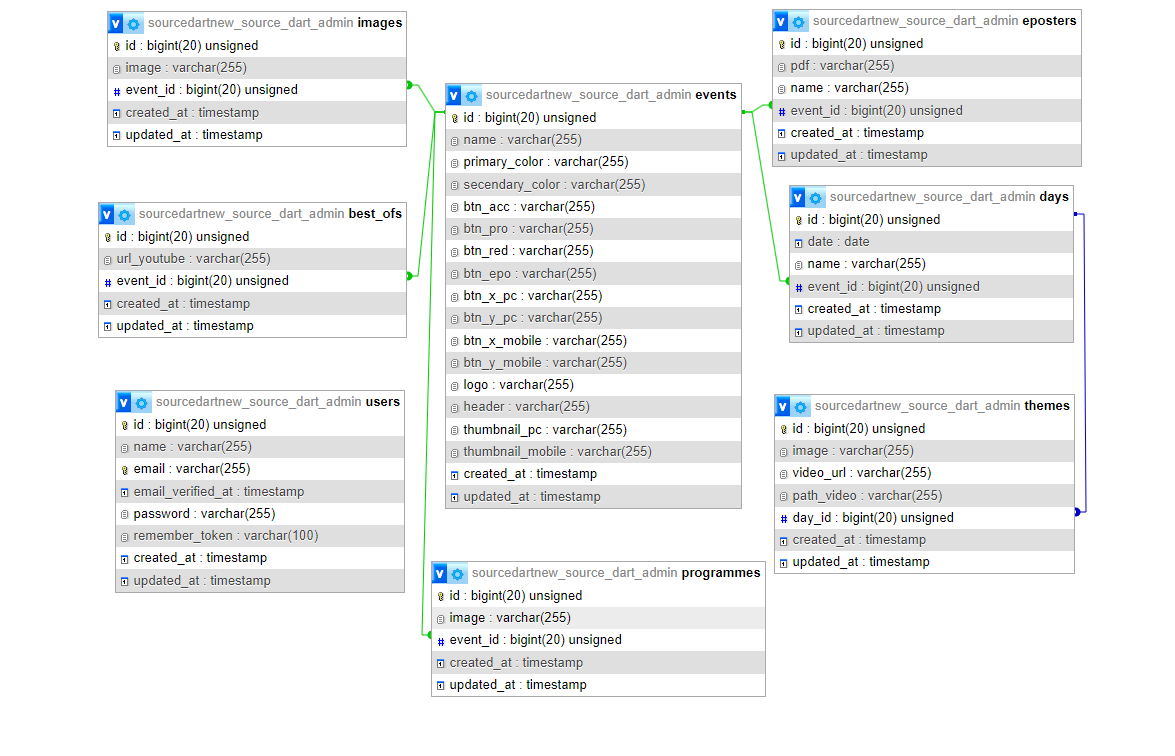 sourcedartnew_source_dart_admin images
id : bigint(20) unsigned
image : varchar(255)
event_id : bigint(20) unsigned
created_at : timestamp
updated_at : timestamp
sourcedartnew_source_dart_admin best_ofs
id : bigint(20) unsigned
url_youtube : varchar(255)
event_id : bigint(20) unsigned
created_at : timestamp
updated_at : timestamp
sourcedartnew_source_dart_admin users
id : bigint(20) unsigned
name : varchar(255)
email : varchar(255)
email_verified_at : timestamp
password : varchar(255)
remember_token : varchar(100)
created_at : timestamp
updated_at : timestamp
sourcedartnew_source_dart_admin events
id : bigint(20) unsigned
name : varchar(255)
primary_color : varchar(255)
secendary_color : varchar(255)
btn_acc : varchar(255)
btn_pro : varchar(255)
btn_red : varchar(255)
btn_epo : varchar(255)
btn_x_pc : varchar(255)
btn_y_pc : varchar(255)
btn_x_mobile : varchar(255)
btn_y_mobile : varchar(255)
logo : varchar(255)
header : varchar(255)
thumbnail_pc : varchar(255)
thumbnail_mobile : varchar(255)
created_at : timestamp
updated_at : timestamp
sourcedartnew_source_dart_admin programmes
id : bigint(20) unsigned
image : varchar(255)
event_id : bigint(20) unsigned
created_at : timestamp
updated_at : timestamp
sourcedartnew_source_dart_admin eposters
id : bigint(20) unsigned
pdf : varchar(255)
name : varchar(255)
event_id : bigint(20) unsigned
created_at : timestamp
updated_at : timestamp
sourcedartnew_source_dart_admin days
id : bigint(20) unsigned
date : date
name : varchar(255)
event_id : bigint(20) unsigned
created_at : timestamp
updated_at : timestamp
sourcedartnew_source_dart_admin themes
id : bigint(20) unsigned
image : varchar(255)
video_url : varchar(255)
path_video : varchar(255)
day_id : bigint(20) unsigned
created_at : timestamp
updated_at : timestamp